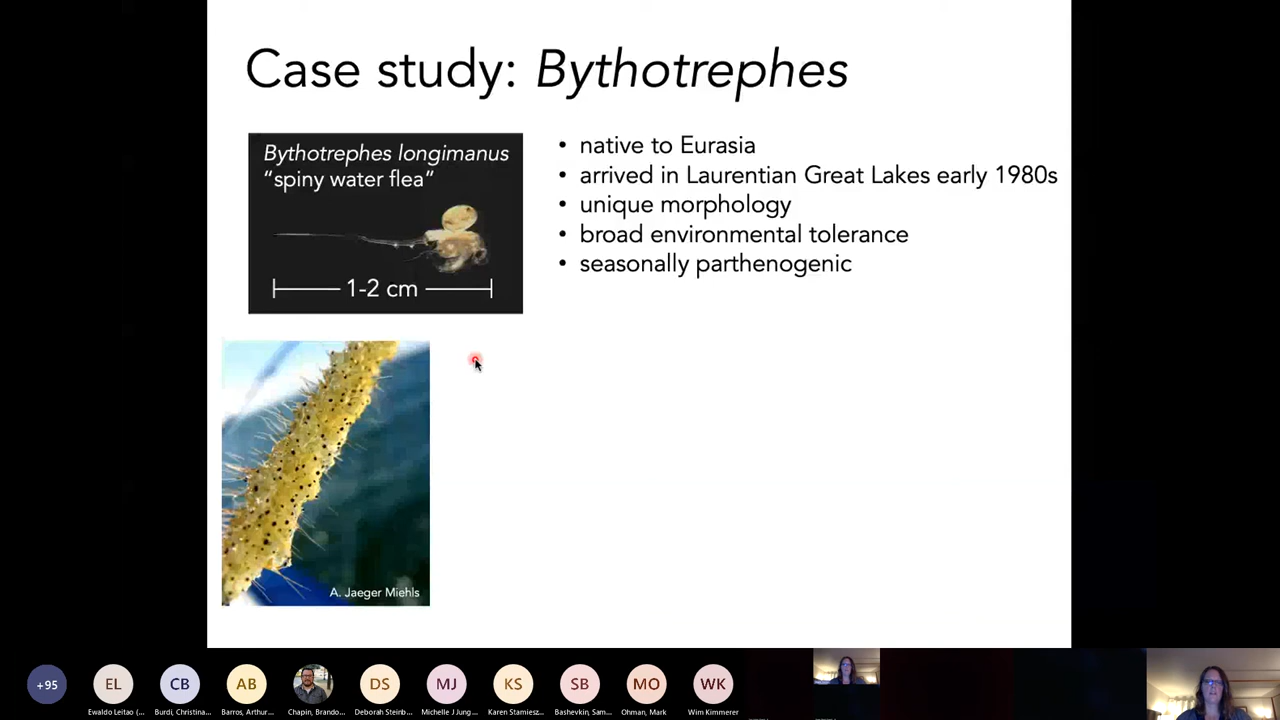 Case study: Bythotrephes
Bythotrephes longimanus
“spiny water flea”
1-2 cm
• native to Eurasia
• arrived in Laurentian Great Lakes early 1980s
• unique morphology
• broad environmental tolerance
• seasonally parthenogenic
A. Jaeger Miehls
+95
EL
CB
AB
DS
MJ
KS
SB
MO
WK
Ewaldo Leitao (...
Burdi, Christina...
Barros, Arthur...
Chapin, Brando...
Deborah Steinb...
Michelle J Jung...
Karen Stamiesz...
Bashevkin, Sam...
Ohman, Mark
Wim Kimmerer